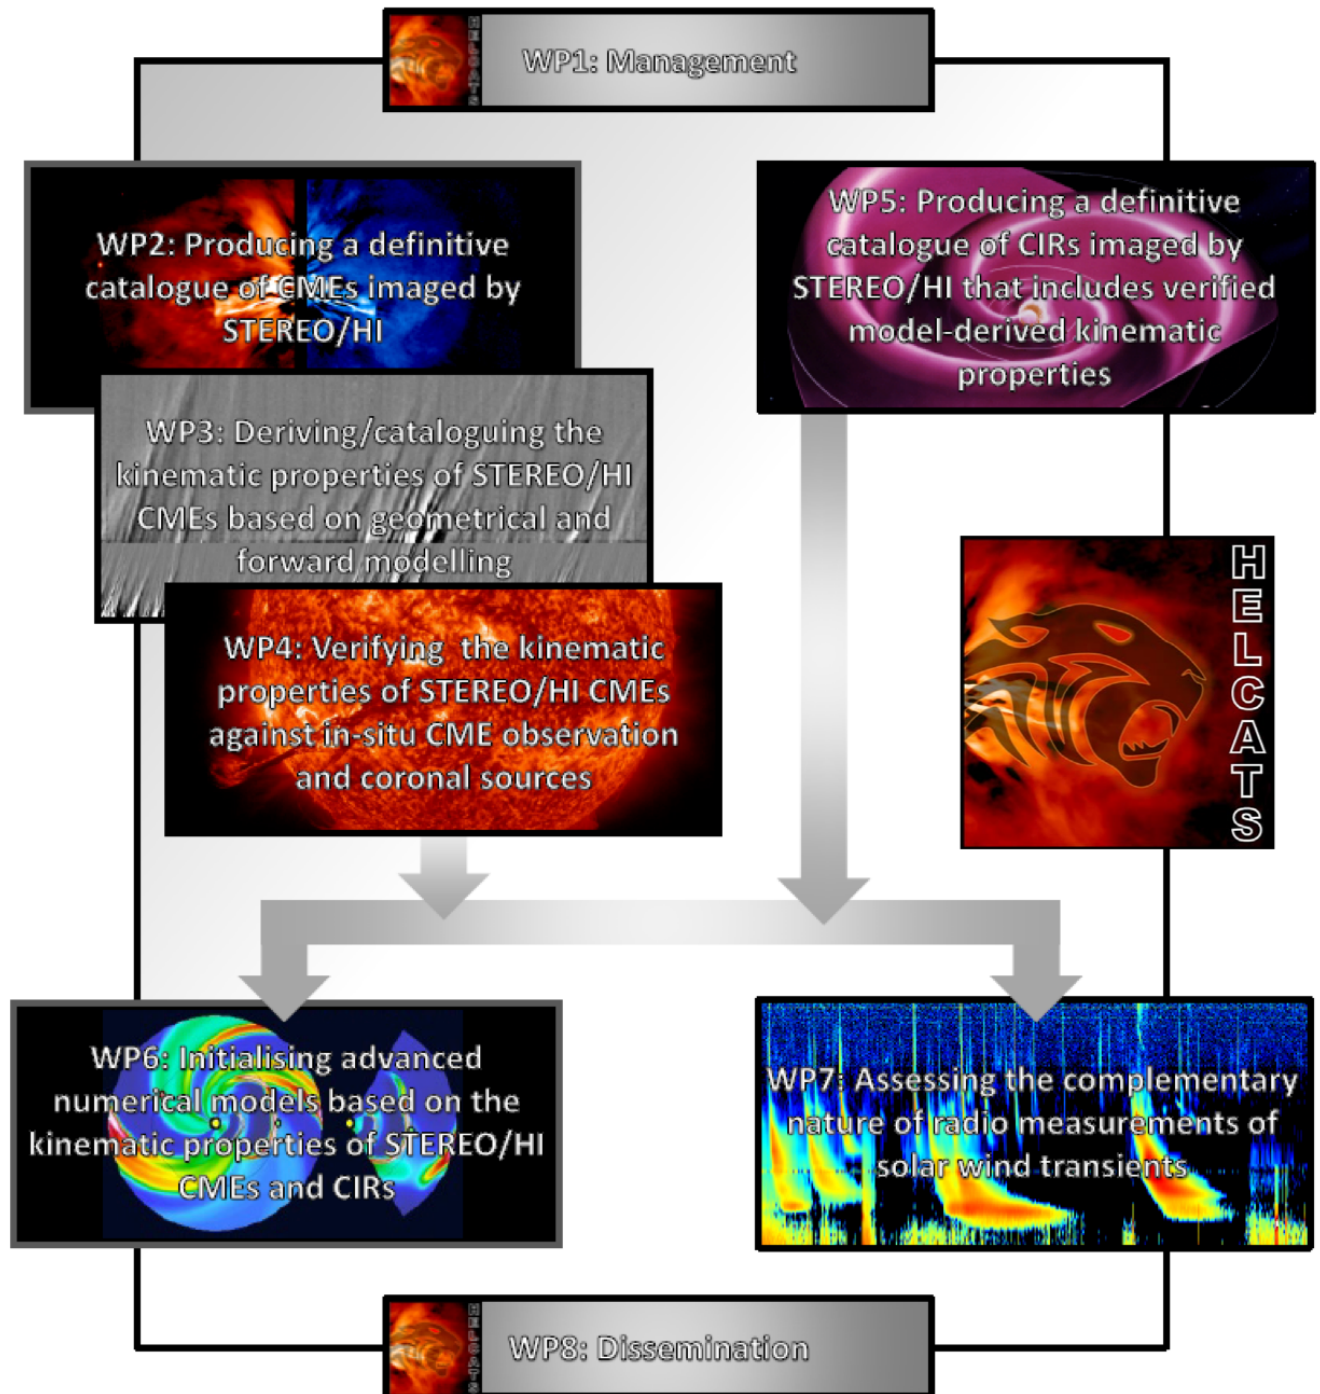 WP1: Management
WP2: Producing a definitive
catalogue of CMEs imaged by
STEREO/HI
WP5: Producing a definitive
catalogue of CIRs imaged by
STEREO/HI that includes verified
model-derived kinematic
properties
WP3: Deriving/cataloguing the
kinematic properties of STEREO/HI
CMEs based on geometrical and
forward modelling
WP4: Verifying the kinematic
properties of STEREO/HI CMEs
against in-situ CME observation
and coronal sources
HELCATS
WP6: Initialising advanced
numerical models based on the
kinematic properties of STEREO/HI
CMEs and CIRs
WP7: Assessing the complementary
nature of radio measurements of
solar wind transients
WP8: Dissemination